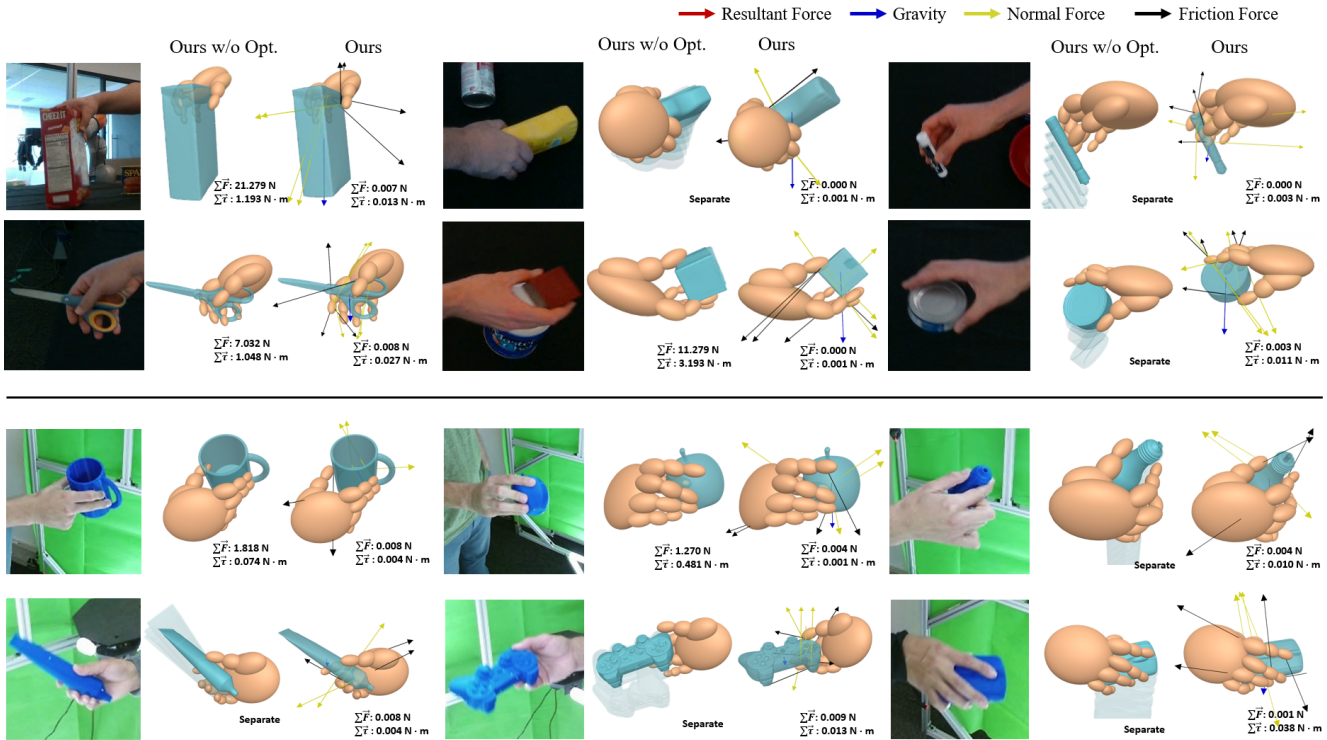 Resultant Force Gravity Normal Force Friction Force
Ours w/o Opt. Ours
Ours w/o Opt. Ours
Ours w/o Opt. Ours
CHEEZ IT
SPA
∑F⃗: 21.279 N
∑τ⃗: 1.193 N · m
∑F⃗: 0.007 N
∑τ⃗: 0.013 N · m
Separate
∑F⃗: 0.000 N
∑τ⃗: 0.001 N · m
Separate
∑F⃗: 0.000 N
∑τ⃗: 0.003 N · m
∑F⃗: 7.032 N
∑τ⃗: 1.048 N · m
∑F⃗: 0.008 N
∑τ⃗: 0.027 N · m
∑F⃗: 11.279 N
∑τ⃗: 3.193 N · m
∑F⃗: 0.000 N
∑τ⃗: 0.001 N · m
Separate
∑F⃗: 0.003 N
∑τ⃗: 0.011 N · m
∑F⃗: 1.818 N
∑τ⃗: 0.074 N · m
∑F⃗: 0.008 N
∑τ⃗: 0.004 N · m
∑F⃗: 1.270 N
∑τ⃗: 0.481 N · m
∑F⃗: 0.004 N
∑τ⃗: 0.001 N · m
Separate
∑F⃗: 0.004 N
∑τ⃗: 0.010 N · m
Separate
∑F⃗: 0.008 N
∑τ⃗: 0.004 N · m
Separate
∑F⃗: 0.009 N
∑τ⃗: 0.013 N · m
Separate
∑F⃗: 0.001 N
∑τ⃗: 0.038 N · m